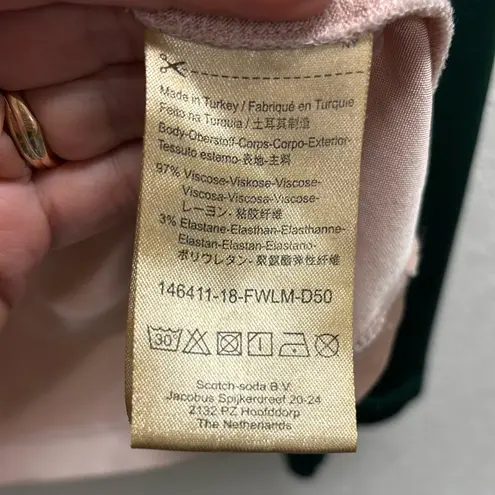 Made in Turkey / Fabriqué en Turquie
Feito na Turquia / 土耳其制造
Body-Oberstoff-Corps-Corpo-Exterior-
Tessuto esterno-表地-主料
97% Viscose-Viskose-Viscose-
Viscosa-Viscosa-Viscosa-
レーヨン-粘胶纤维
3% Elastane-Elasthan-Elasthanne-
Elastan-Elastan-Elastano-
ポリウレタン-聚氨酯弹性纤维
146411-18-FWLM-D50
30
Scotch-soda B.V.
Jacobus Spijkerdreef 20-24
2132 PZ Hoofddorp
The Netherlands